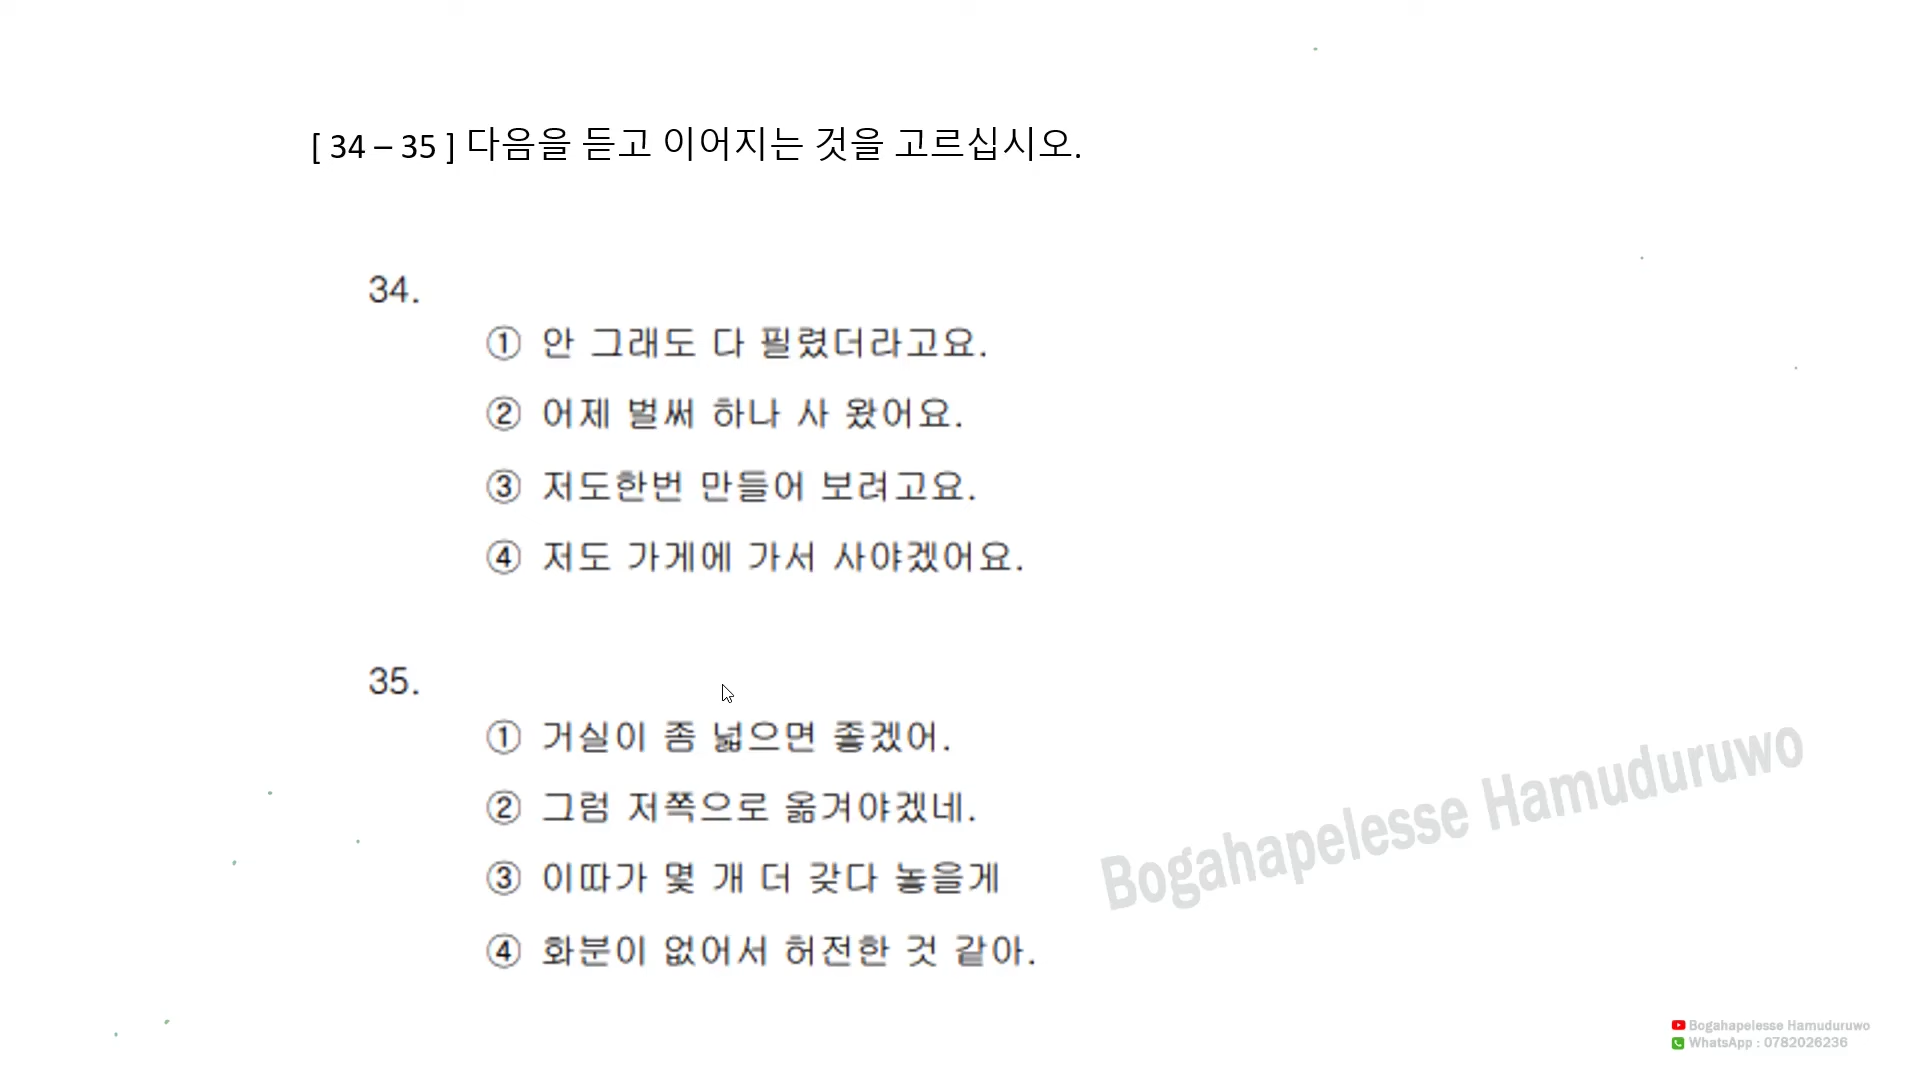 [ 34 – 35 ] 다음을 듣고 이어지는 것을 고르십시오.
34.
① 안 그래도 다 필렸더라고요.
② 어제 벌써 하나 사 왔어요.
③ 저도한번 만들어 보려고요.
④ 저도 가게에 가서 사야겠어요.
35.
① 거실이 좀 넓으면 좋겠어.
② 그럼 저쪽으로 옮겨야겠네.
③ 이따가 몇 개 더 갖다 놓을게
④ 화분이 없어서 허전한 것 같아.
Bogahapelesse Hamuduruwo
Bogahapelesse Hamuduruwo
WhatsApp : 0782026236